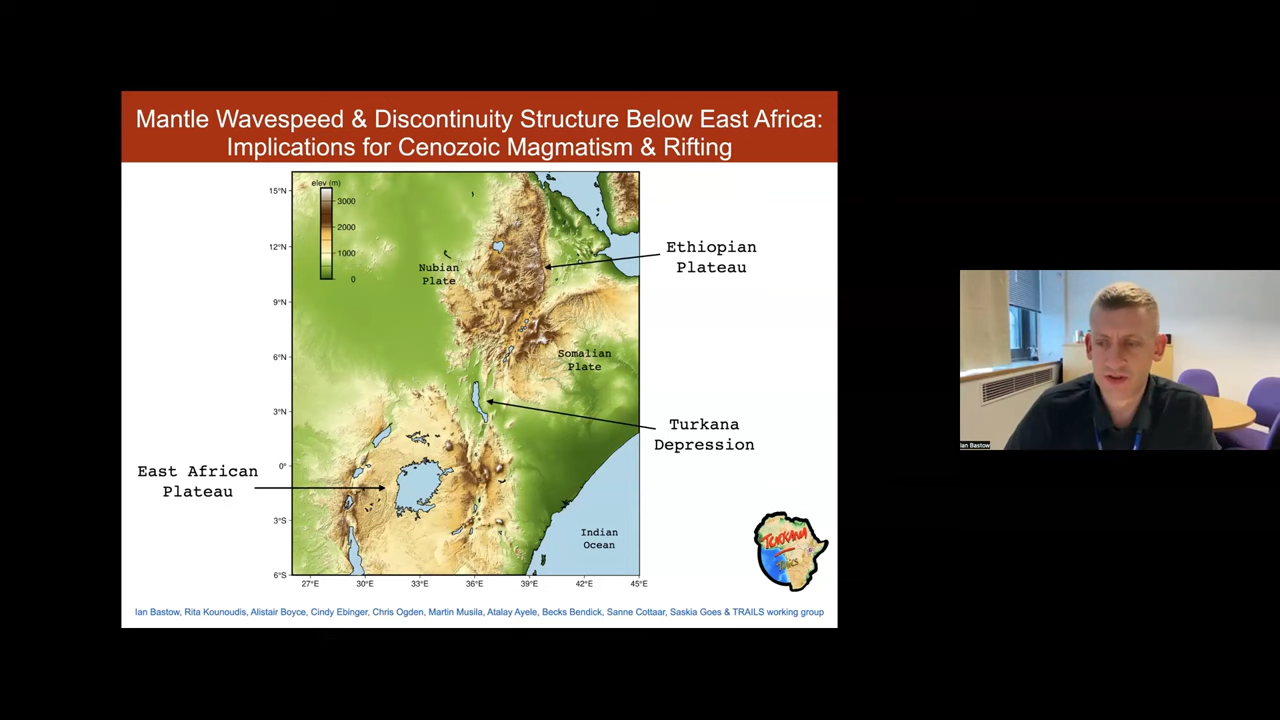 Mantle Wavespeed & Discontinuity Structure Below East Africa:
Implications for Cenozoic Magmatism & Rifting
elev (m)
3000
2000
1000
0
15°N
12°N
9°N
6°N
3°N
0°
3°S
6°S
27°E
30°E
33°E
36°E
39°E
42°E
45°E
Nubian
Plate
Ethiopian
Plateau
Somalian
Plate
Turkana
Depression
East African
Plateau
Indian
Ocean
TURKANA
Ian Bastow, Rita Kounoudis, Alistair Boyce, Cindy Ebinger, Chris Ogden, Martin Musila, Atalay Ayele, Becks Bendick, Sanne Cottaar, Saskia Goes & TRAILS working group
Ian Bastow